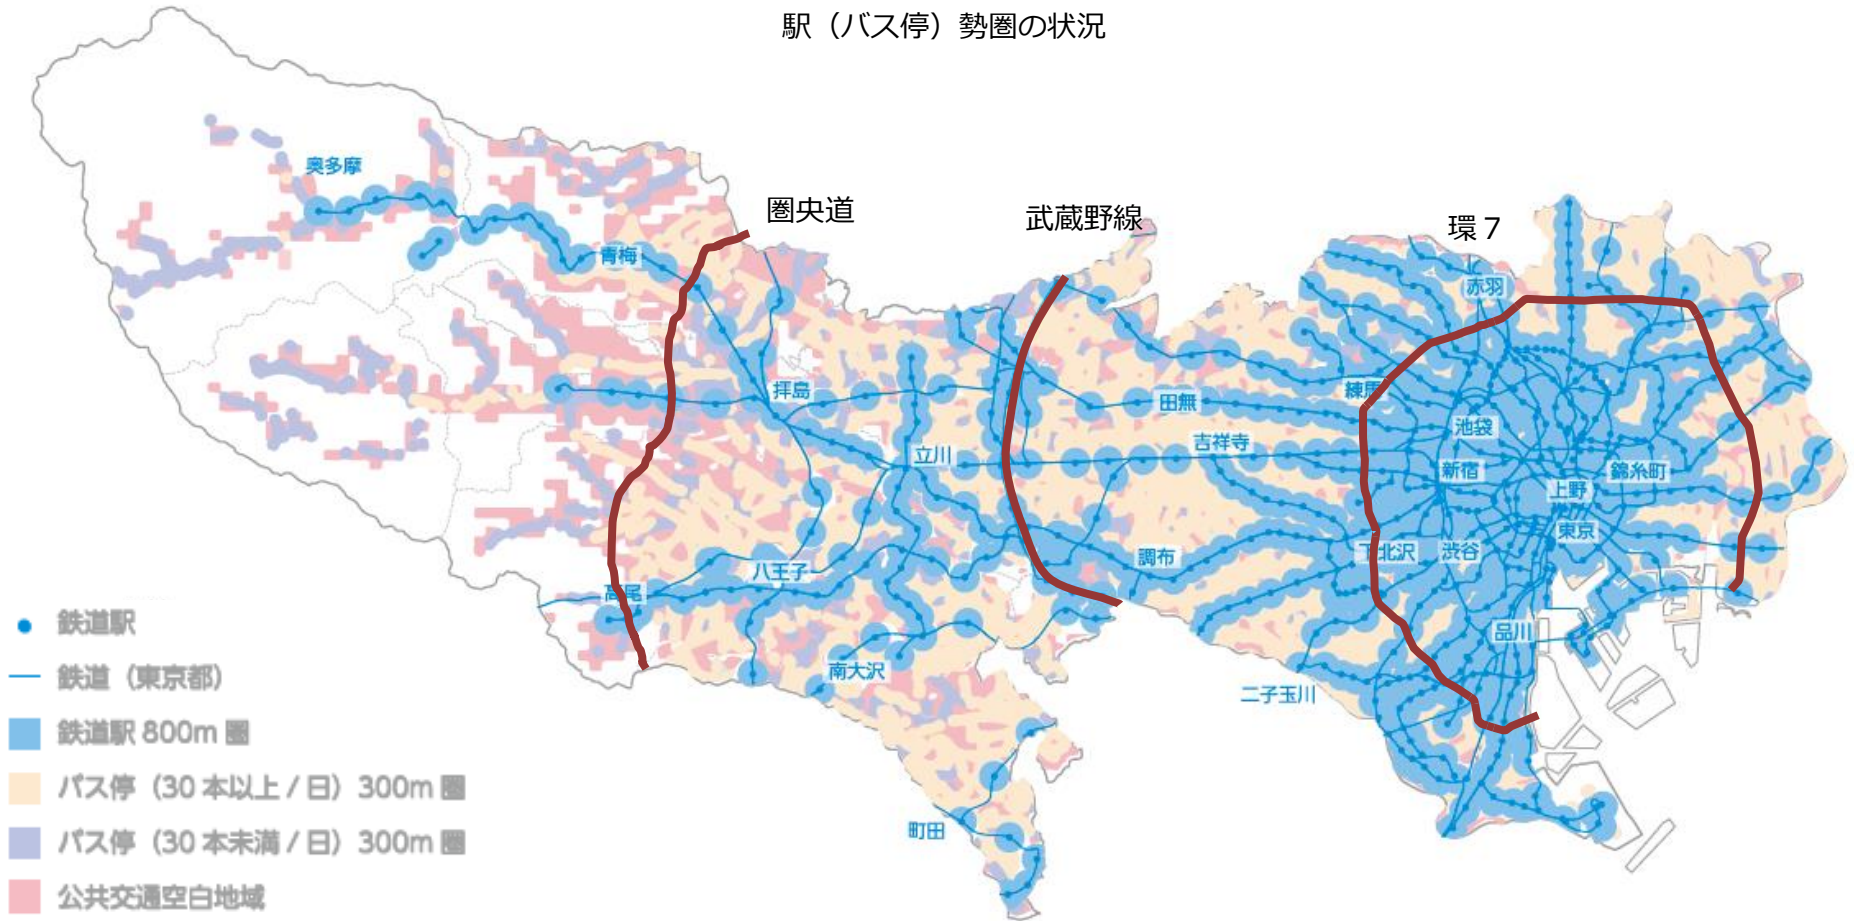 駅（バス停）勢圏の状況
圏央道
武蔵野線
環７
奥多摩
青梅
赤羽
拝島
練馬
田無
池袋
吉祥寺
立川
新宿
錦糸町
上野
東京
下北沢
渋谷
調布
八王子
高尾
品川
南大沢
二子玉川
町田
鉄道駅
鉄道（東京都）
鉄道駅 800m 圏
バス停（30 本以上 / 日）300m 圏
バス停（30 本未満 / 日）300m 圏
公共交通空白地域